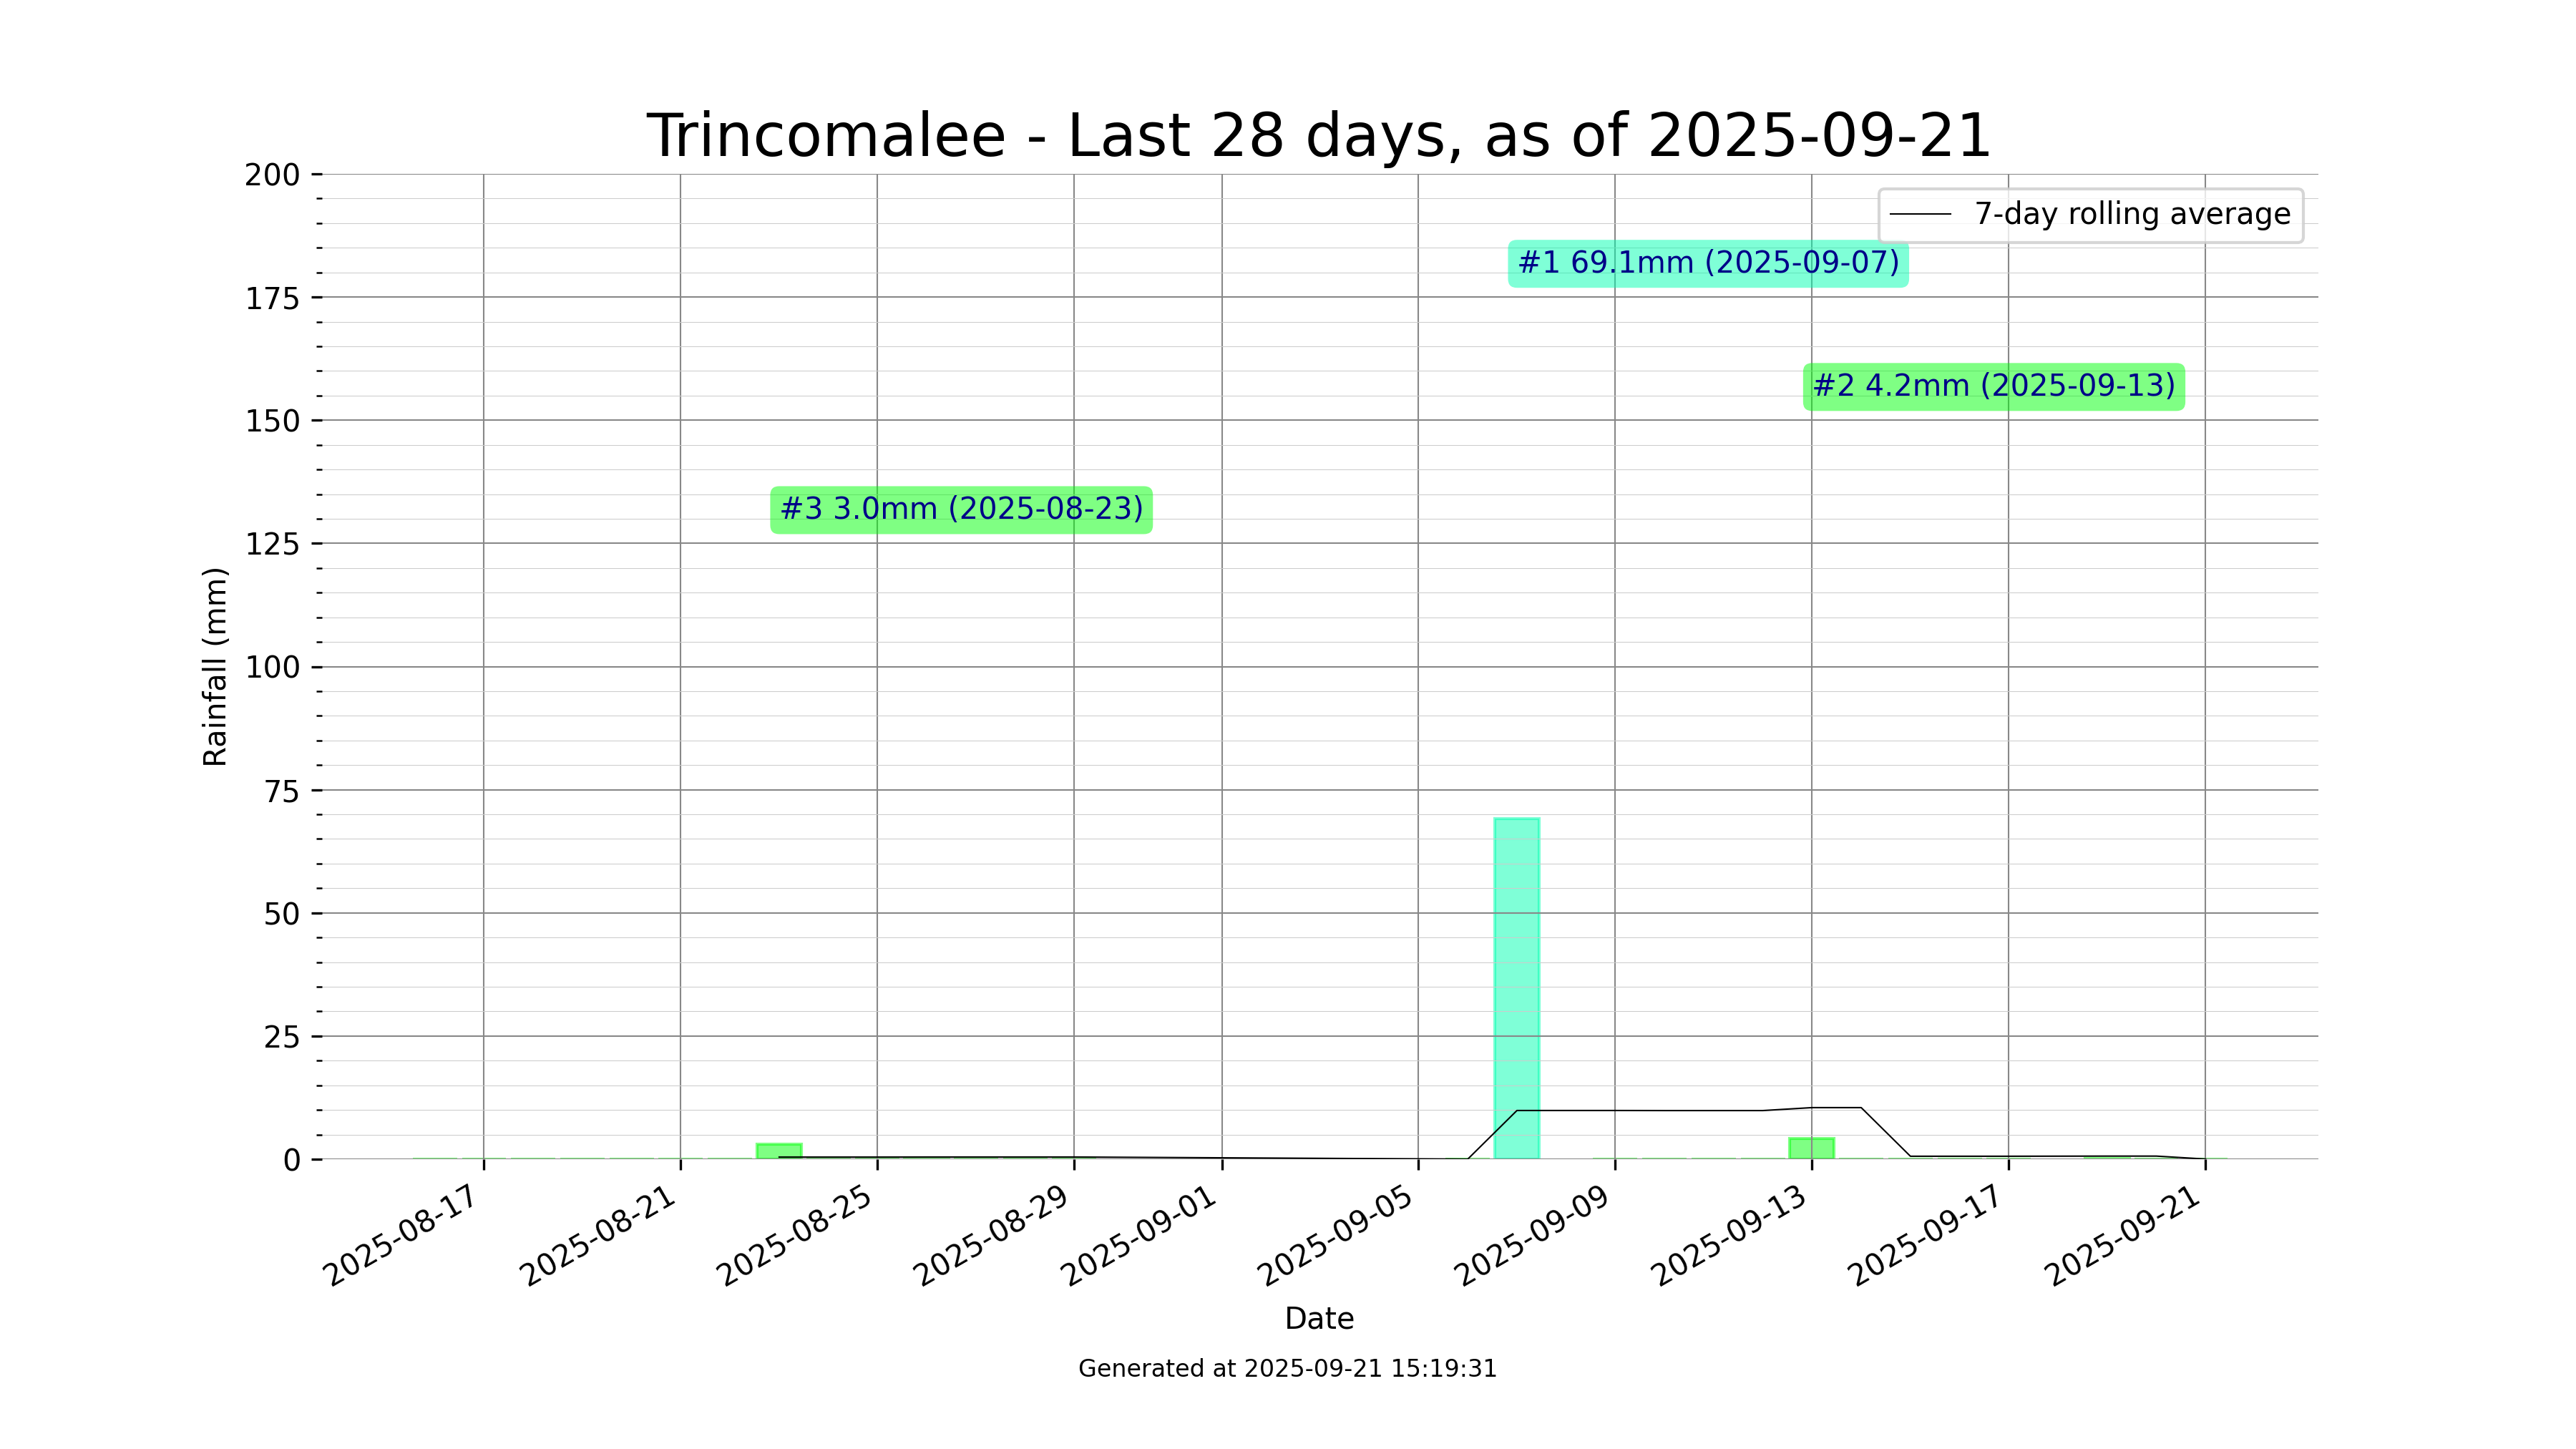 Trincomalee - Last 28 days, as of 2025-09-21
7-day rolling average
#1 69.1mm (2025-09-07)
#2 4.2mm (2025-09-13)
#3 3.0mm (2025-08-23)
Rainfall (mm)
200
175
150
125
100
75
50
25
0
2025-08-17
2025-08-21
2025-08-25
2025-08-29
2025-09-01
2025-09-05
2025-09-09
2025-09-13
2025-09-17
2025-09-21
Date
Generated at 2025-09-21 15:19:31